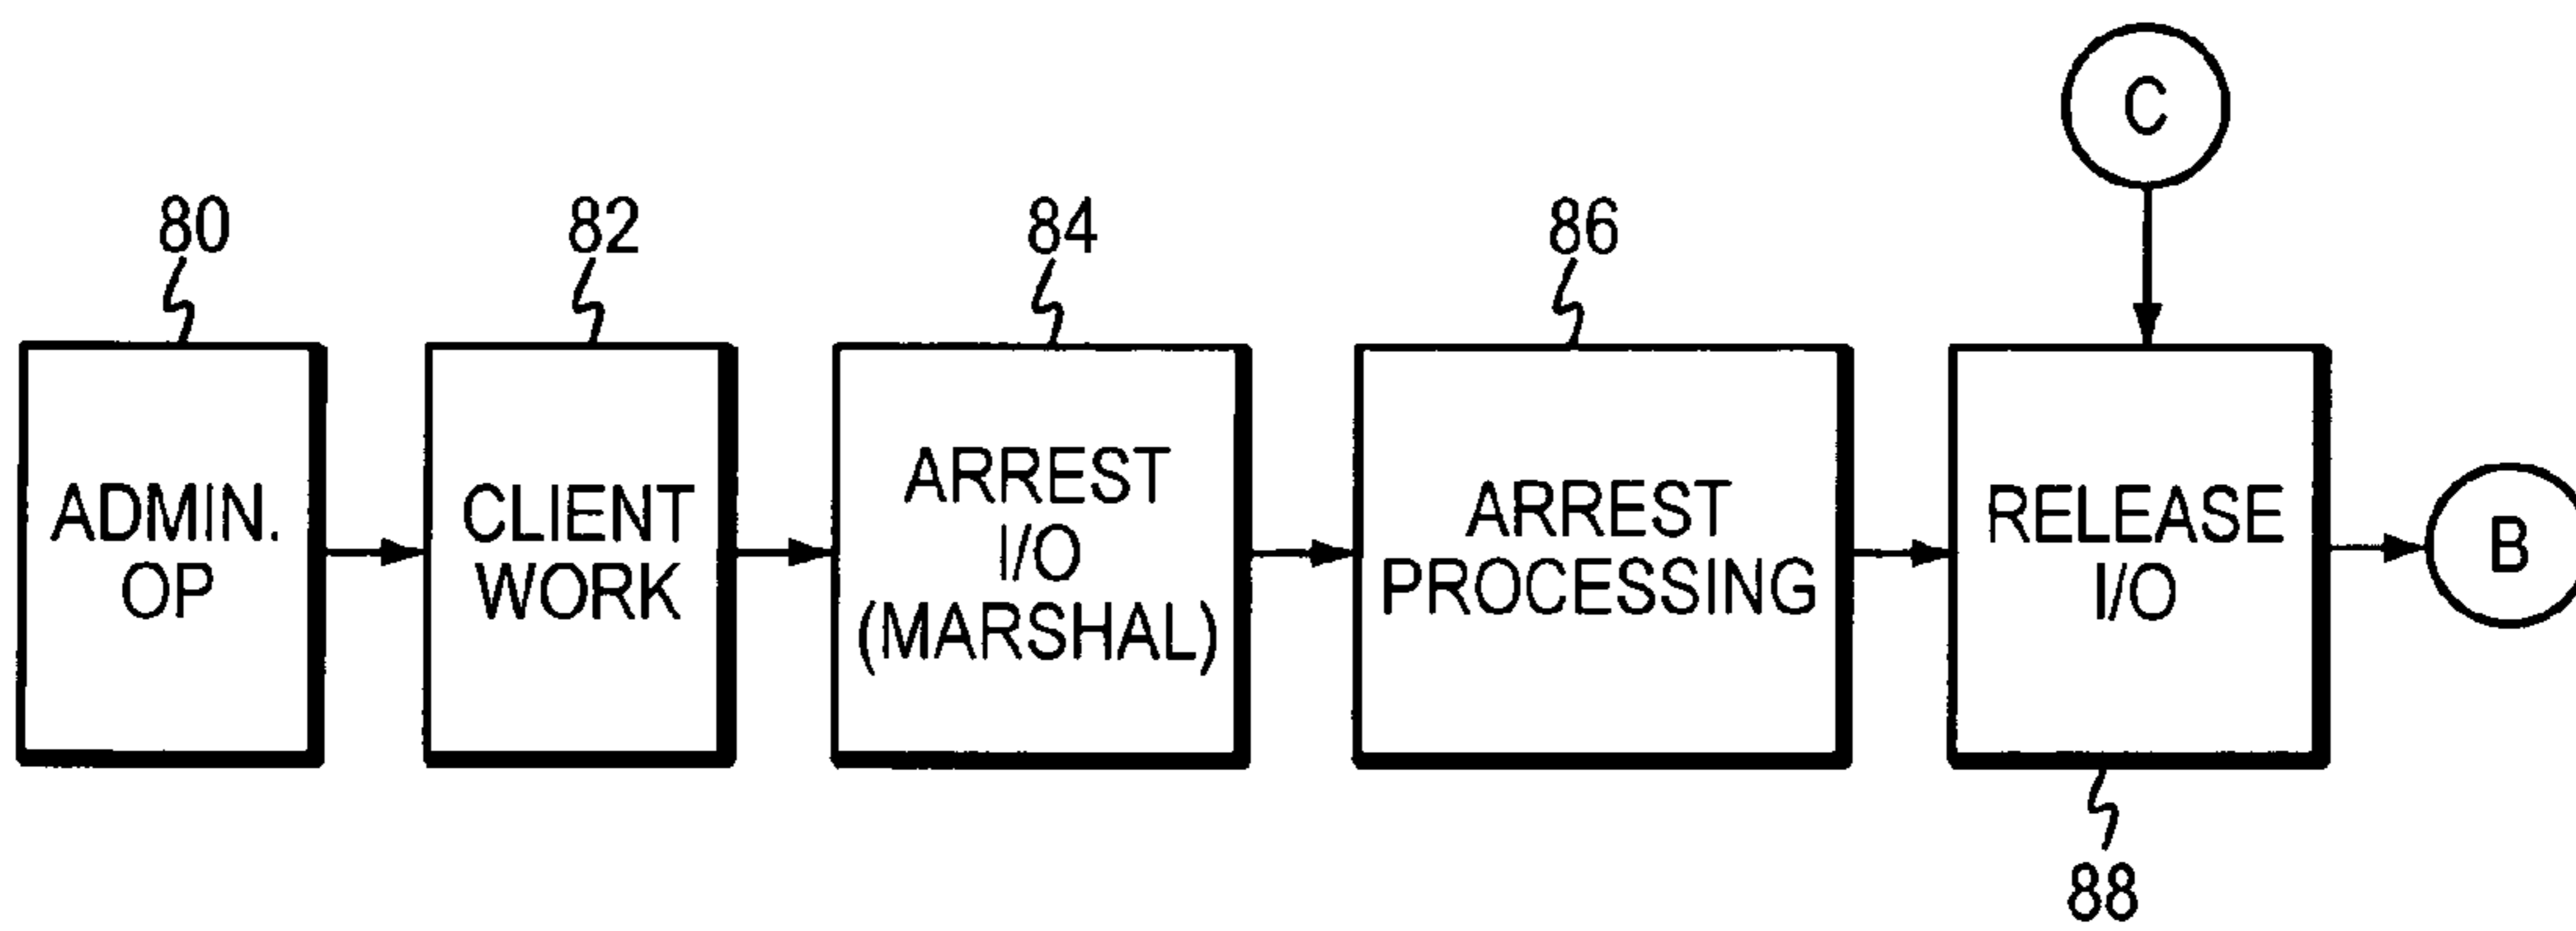 C
80
82
84
86
ADMIN.
OP
CLIENT
WORK
ARREST
I/O
(MARSHAL)
ARREST
PROCESSING
RELEASE
I/O
B
88